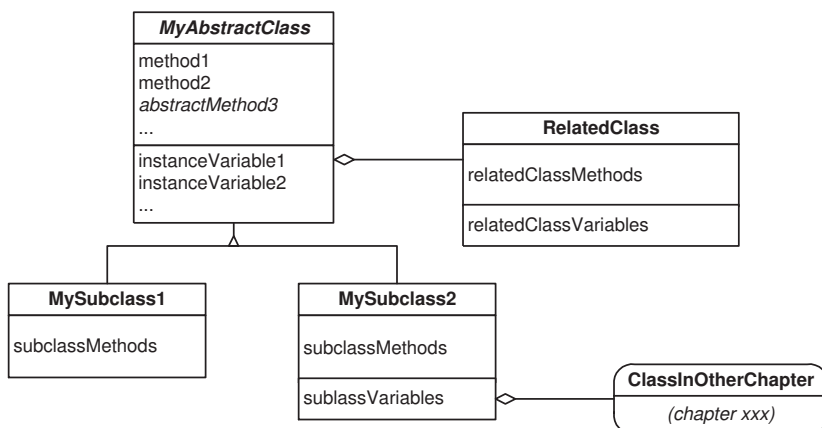 MyAbstractClass
method1
method2
abstractMethod3
...
instanceVariable1
instanceVariable2
...
RelatedClass
relatedClassMethods
relatedClassVariables
MySubclass1
subclassMethods
MySubclass2
subclassMethods
sublassVariables
ClassInOtherChapter
(chapter xxx)